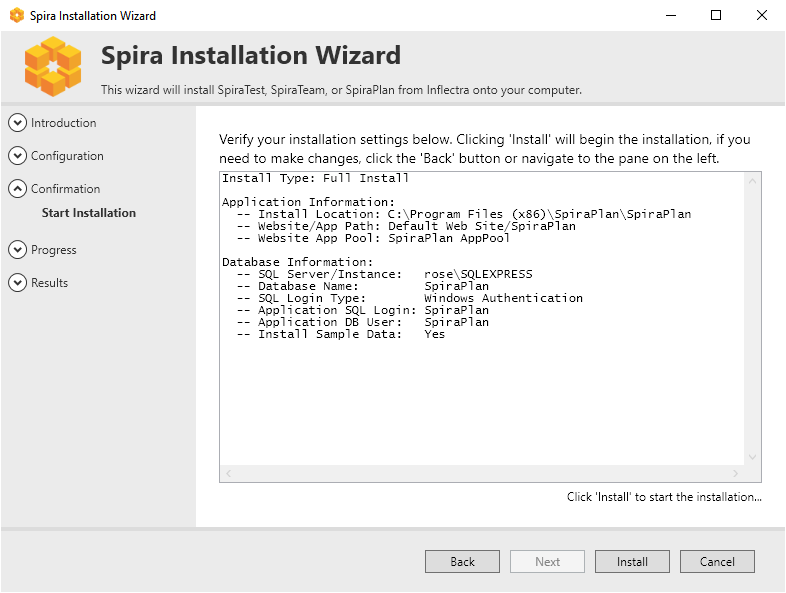 Spira Installation Wizard
Spira Installation Wizard
This wizard will install SpiraTest, SpiraTeam, or SpiraPlan from Inflectra onto your computer.
Introduction
Configuration
Confirmation
Start Installation
Progress
Results
Verify your installation settings below. Clicking 'Install' will begin the installation, if you
need to make changes, click the 'Back' button or navigate to the pane on the left.
Install Type: Full Install
Application Information:
-- Install Location: C:\Program Files (x86)\SpiraPlan\SpiraPlan
-- Website/App Path: Default Web Site/SpiraPlan
-- Website App Pool: SpiraPlan AppPool
Database Information:
-- SQL Server/Instance: rose\SQLEXPRESS
-- Database Name: SpiraPlan
-- SQL Login Type: Windows Authentication
-- Application SQL Login: SpiraPlan
-- Application DB User: SpiraPlan
-- Install Sample Data: Yes
Click 'Install' to start the installation...
Back
Next
Install
Cancel